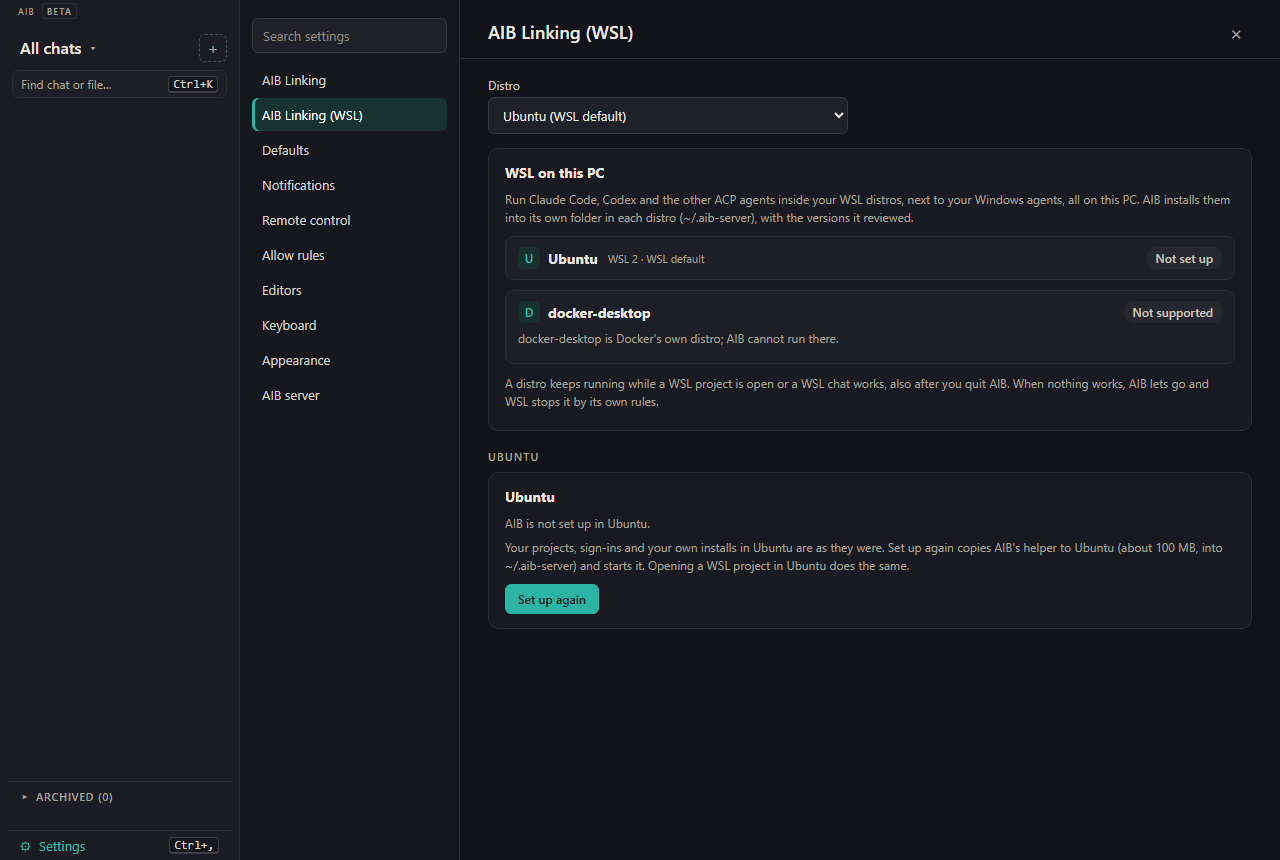 AIB BETA
All chats
+
Find chat or file... Ctrl+K
ARCHIVED (0)
Settings Ctrl+,
Search settings
AIB Linking
AIB Linking (WSL)
Defaults
Notifications
Remote control
Allow rules
Editors
Keyboard
Appearance
AIB server
AIB Linking (WSL) ×
Distro
Ubuntu (WSL default)
WSL on this PC
Run Claude Code, Codex and the other ACP agents inside your WSL distros, next to your Windows agents, all on this PC. AIB installs them
into its own folder in each distro (~/.aib-server), with the versions it reviewed.
U Ubuntu WSL 2 · WSL default Not set up
D docker-desktop Not supported
docker-desktop is Docker's own distro; AIB cannot run there.
A distro keeps running while a WSL project is open or a WSL chat works, also after you quit AIB. When nothing works, AIB lets go and
WSL stops it by its own rules.
UBUNTU
Ubuntu
AIB is not set up in Ubuntu.
Your projects, sign-ins and your own installs in Ubuntu are as they were. Set up again copies AIB's helper to Ubuntu (about 100 MB, into
~/.aib-server) and starts it. Opening a WSL project in Ubuntu does the same.
Set up again